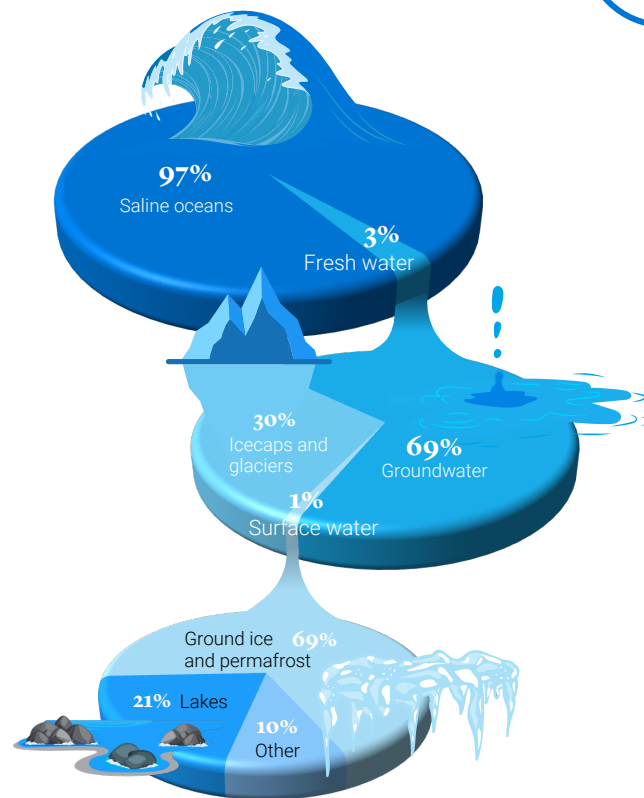 97%
Saline oceans
3%
Fresh water
30%
Icecaps and
glaciers
69%
Groundwater
1%
Surface water
Ground ice 69%
and permafrost
21% Lakes
10%
Other